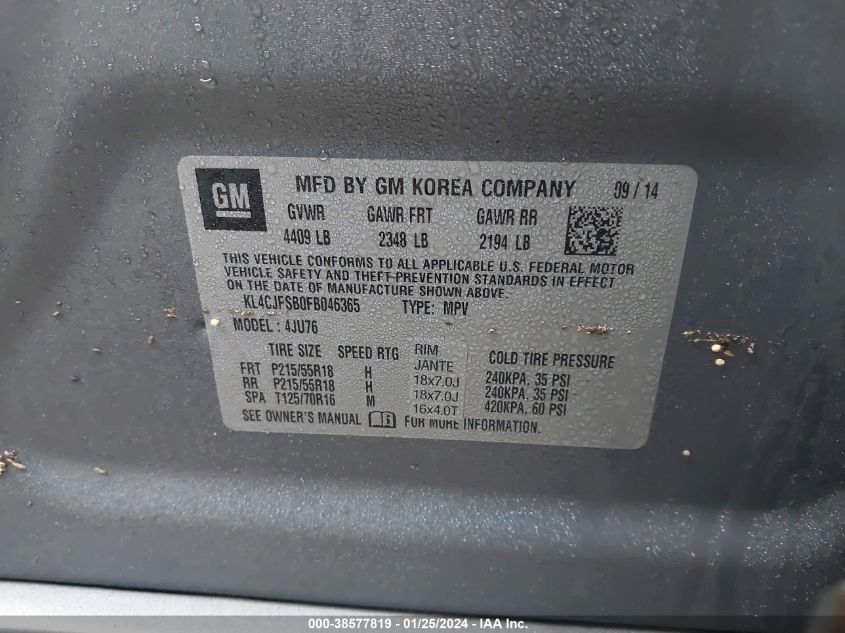 GM
MFD BY GM KOREA COMPANY 09 / 14
GVWR GAWR FRT GAWR RR
4409 LB 2348 LB 2194 LB
THIS VEHICLE CONFORMS TO ALL APPLICABLE U.S. FEDERAL MOTOR
VEHICLE SAFETY AND THEFT PREVENTION STANDARDS IN EFFECT
ON THE DATE OF MANUFACTURE SHOWN ABOVE.
KL4CJFSB0FB046365 TYPE: MPV
MODEL : 4JU76
TIRE SIZE SPEED RTG RIM JANTE COLD TIRE PRESSURE
FRT P215/55R18 H 18x7.0J 240KPA, 35 PSI
RR P215/55R18 H 18x7.0J 240KPA, 35 PSI
SPA T125/70R16 M 16x4.0T 420KPA, 60 PSI
SEE OWNER'S MANUAL FOR MORE INFORMATION.
000-38577819 / 01/25/2024 - IAA Inc.